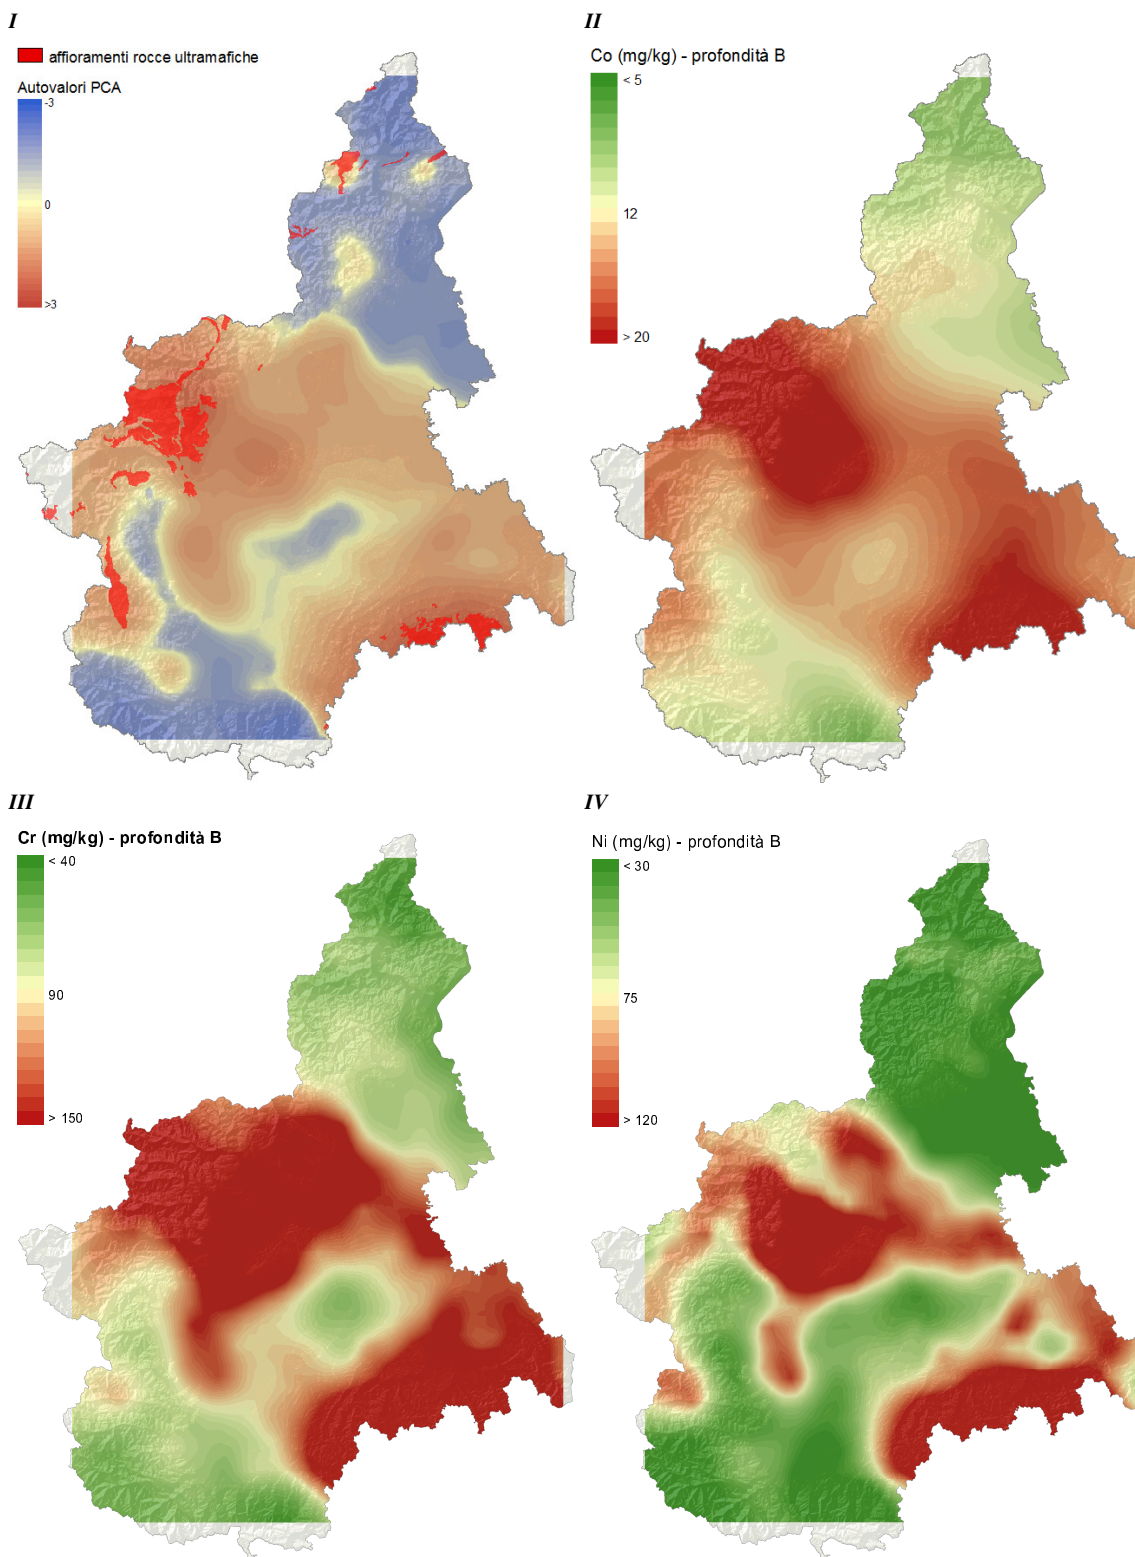 I
affioramenti rocce ultramafiche
Autovalori PCA
-3
0
>3
II
Co (mg/kg) - profondità B
< 5
12
> 20
III
Cr (mg/kg) - profondità B
< 40
90
> 150
IV
Ni (mg/kg) - profondità B
< 30
75
> 120